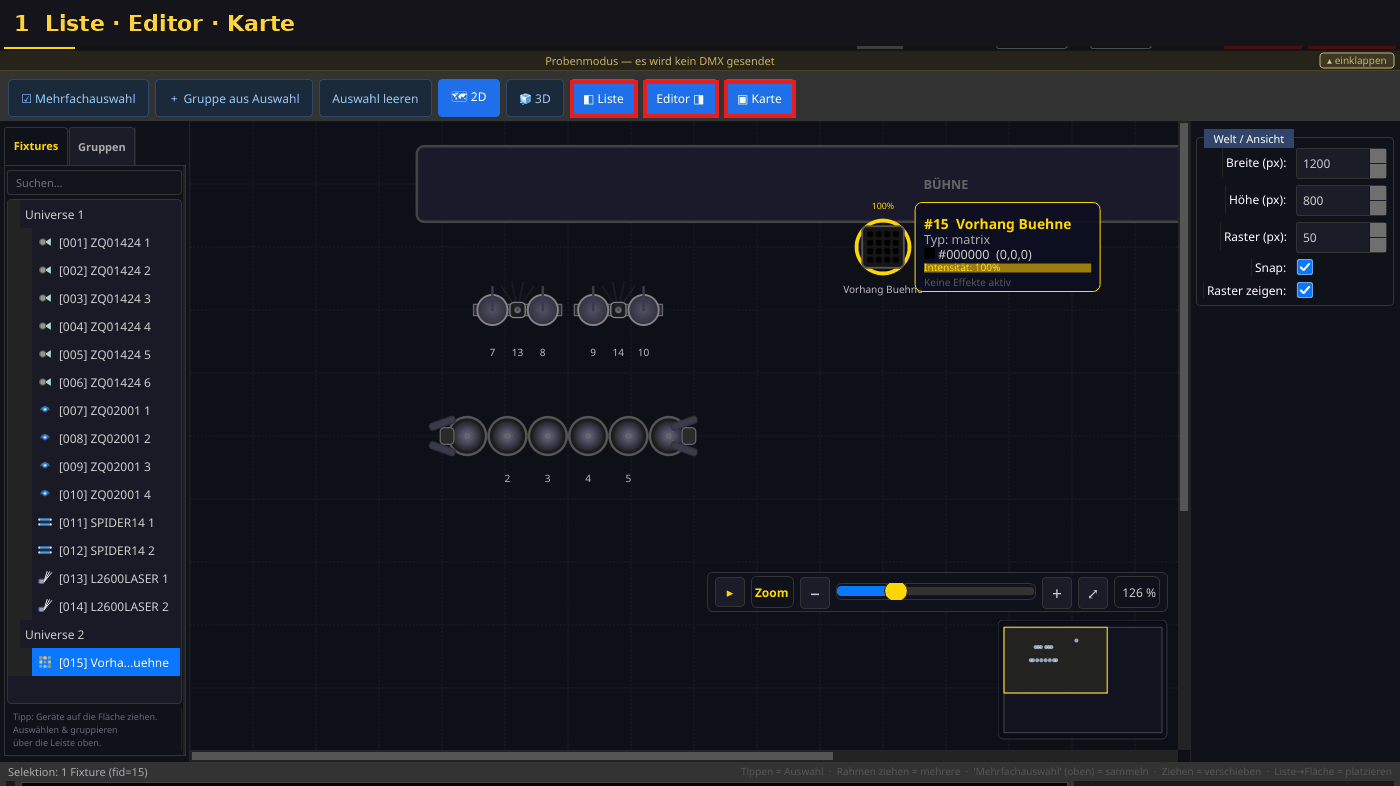 1 Liste · Editor · Karte
Probenmodus — es wird kein DMX gesendet
▴ einklappen
☑ Mehrfachauswahl
+ Gruppe aus Auswahl
Auswahl leeren
2D
3D
◧ Liste
Editor ◨
▣ Karte
Fixtures
Gruppen
Suchen...
Universe 1
[001] ZQ01424 1
[002] ZQ01424 2
[003] ZQ01424 3
[004] ZQ01424 4
[005] ZQ01424 5
[006] ZQ01424 6
[007] ZQ02001 1
[008] ZQ02001 2
[009] ZQ02001 3
[010] ZQ02001 4
[011] SPIDER14 1
[012] SPIDER14 2
[013] L2600LASER 1
[014] L2600LASER 2
Universe 2
[015] Vorha...uehne
Tipp: Geräte auf die Fläche ziehen.
Auswählen & gruppieren
über die Leiste oben.
BÜHNE
100%
Vorhang Buehne
#15 Vorhang Buehne
Typ: matrix
#000000 (0,0,0)
Intensität: 100%
Keine Effekte aktiv
7 13 8 9 14 10
2 3 4 5
▸ Zoom − + ⤢ 126 %
Welt / Ansicht
Breite (px): 1200
Höhe (px): 800
Raster (px): 50
Snap:
Raster zeigen:
Selektion: 1 Fixture (fid=15)
Tippen = Auswahl · Rahmen ziehen = mehrere · 'Mehrfachauswahl' (oben) = sammeln · Ziehen = verschieben · Liste→Fläche = platzieren